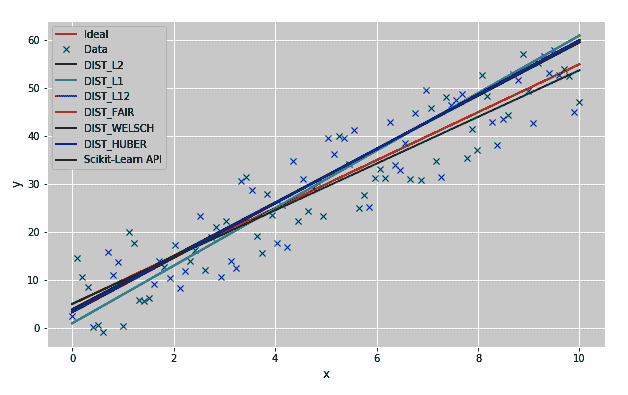 Ideal
Data
DIST_L2
DIST_L1
DIST_L12
DIST_FAIR
DIST_WELSCH
DIST_HUBER
Scikit-Learn API
60
50
40
30
20
10
0
y
0 2 4 6 8 10
x